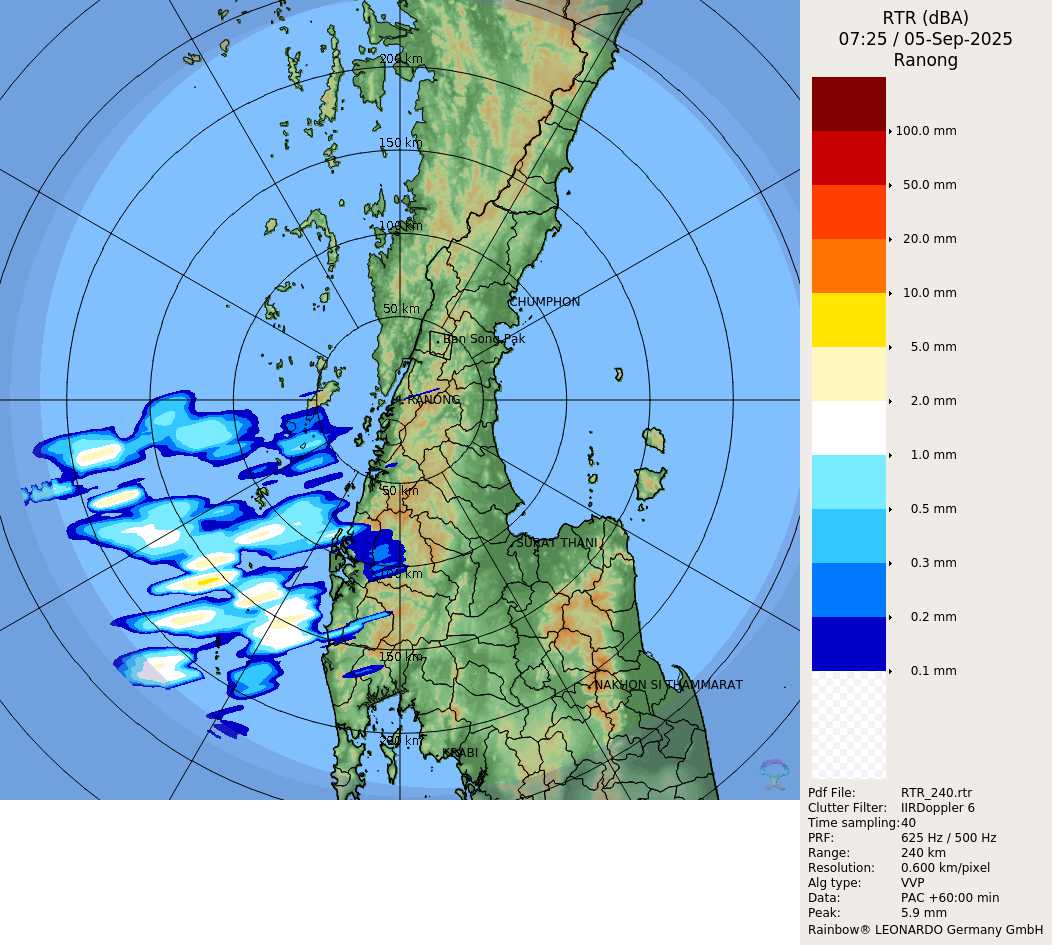 RTR (dBA)
07:25 / 05-Sep-2025
Ranong
200 km
150 km
100 km
50 km
CHUMPHON
Ban Song Pak
RANONG
50 km
SURAT THANI
100 km
150 km
NAKHON SI THAMMARAT
200 km
KRABI
100.0 mm
50.0 mm
20.0 mm
10.0 mm
5.0 mm
2.0 mm
1.0 mm
0.5 mm
0.3 mm
0.2 mm
0.1 mm
Pdf File: RTR_240.rtr
Clutter Filter: IIRDoppler 6
Time sampling: 40
PRF: 625 Hz / 500 Hz
Range: 240 km
Resolution: 0.600 km/pixel
Alg type: VVP
Data: PAC +60:00 min
Peak: 5.9 mm
Rainbow® LEONARDO Germany GmbH